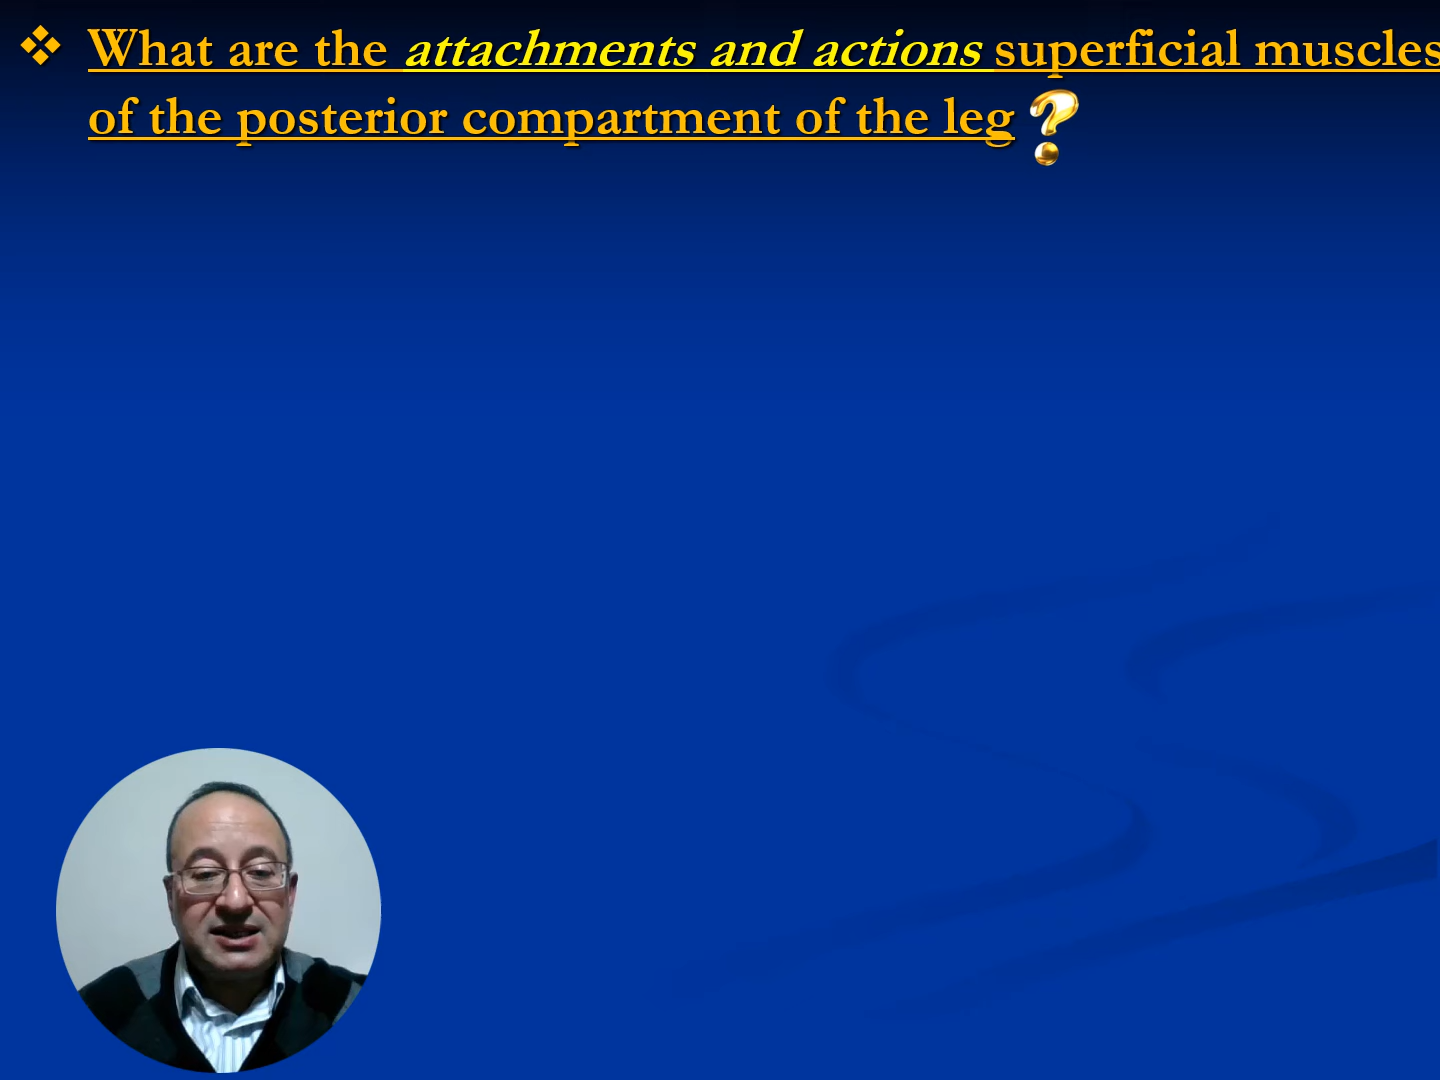 ❖ What are the attachments and actions superficial muscles
of the posterior compartment of the leg?